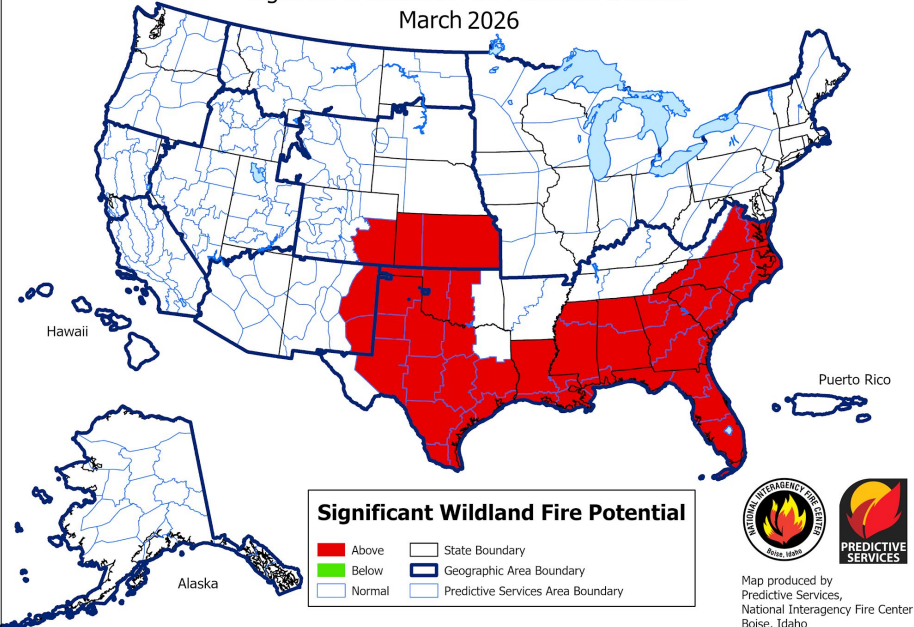 March 2026
Hawaii
Puerto Rico
Alaska
Significant Wildland Fire Potential
Above
Below
Normal
State Boundary
Geographic Area Boundary
Predictive Services Area Boundary
NATIONAL INTERAGENCY FIRE CENTER
Boise, Idaho
PREDICTIVE
SERVICES
Map produced by
Predictive Services,
National Interagency Fire Center
Boise, Idaho